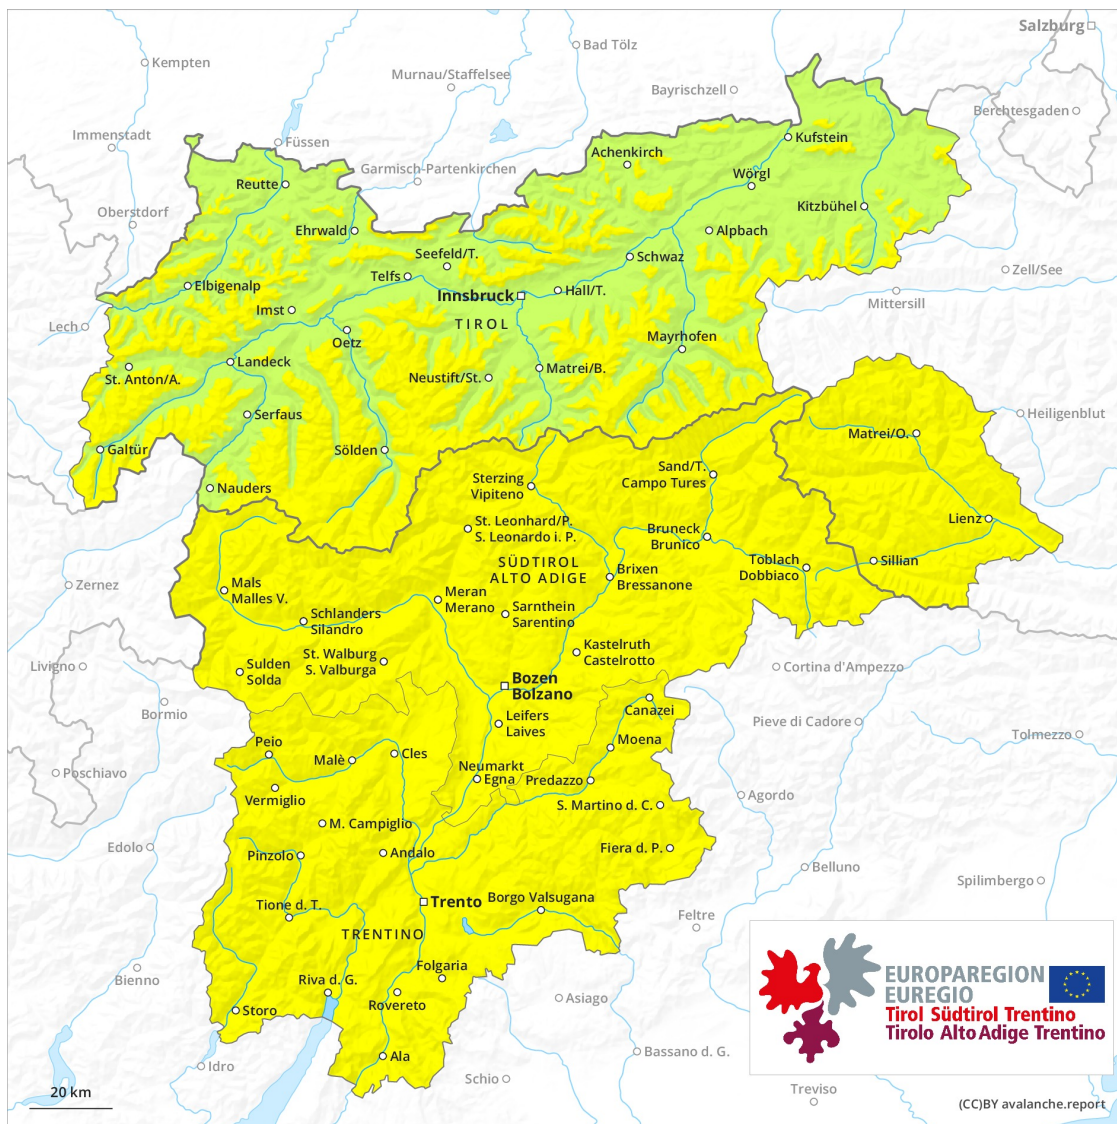 Salzburg
Bad Tölz
Kempten
Murnau/Staffelsee
Bayrischzell
Berchtesgaden
Immenstadt
Füssen
Kufstein
Achenkirch
Garmisch-Partenkirchen
Wörgl
Reutte
Oberstdorf
Kitzbühel
Ehrwald
Alpbach
Seefeld/T.
Schwaz
Telfs
Zell/See
Elbigenalp
Hall/T.
Innsbruck
Mittersill
Imst
Lech
TIROL
Oetz
Mayrhofen
Landeck
Matrei/B.
St. Anton/A.
Neustift/St.
Serfaus
Heiligenblut
Matrei/O.
Galtür
Sölden
Sand/T.
Campo Tures
Sterzing
Vipiteno
Nauders
Lienz
St. Leonhard/P.
S. Leonardo i. P.
Bruneck
Brunico
SÜDTIROL
ALTO ADIGE
Toblach
Dobbiaco
Sillian
Brixen
Bressanone
Zernez
Mals
Malles V.
Meran
Merano
Sarnthein
Sarentino
Schlanders
Silandro
Kastelruth
Castelrotto
St. Walburg
S. Valburga
Livigno
Sulden
Solda
Cortina d'Ampezzo
Bozen
Bolzano
Bormio
Canazei
Leifers
Laives
Pieve di Cadore
Tolmezzo
Moena
Peio
Cles
Malè
Poschiavo
Neumarkt
Egna
Predazzo
Vermiglio
Agordo
S. Martino d. C.
M. Campiglio
Edolo
Pinzolo
Andalo
Fiera d. P.
Belluno
Spilimbergo
Trento
Borgo Valsugana
Tione d. T.
Feltre
TRENTINO
Folgaria
Bienno
Riva d. G.
Rovereto
Asiago
Storo
EUROPAREGION
EUREGIO
Tirol Südtirol Trentino
Tirolo Alto Adige Trentino
Ala
Bassano d. G.
Idro
Schio
20 km
Treviso
(CC)BY avalanche.report